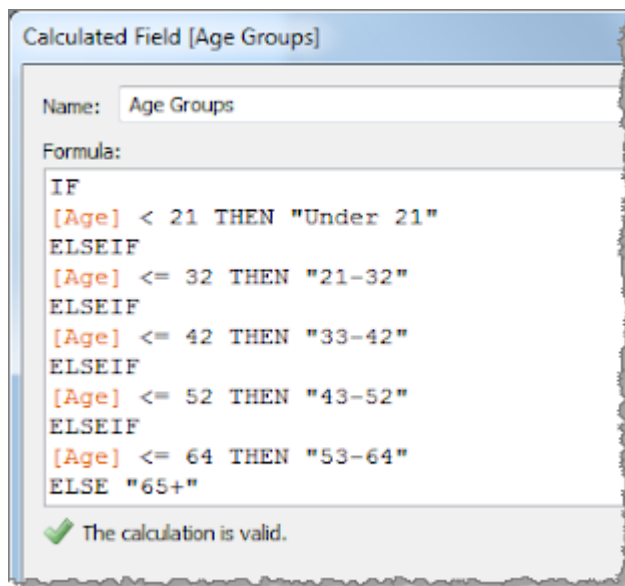 Calculated Field [Age Groups]
Name: Age Groups
Formula:
IF
[Age] < 21 THEN "Under 21"
ELSEIF
[Age] <= 32 THEN "21-32"
ELSEIF
[Age] <= 42 THEN "33-42"
ELSEIF
[Age] <= 52 THEN "43-52"
ELSEIF
[Age] <= 64 THEN "53-64"
ELSE "65+"
The calculation is valid.